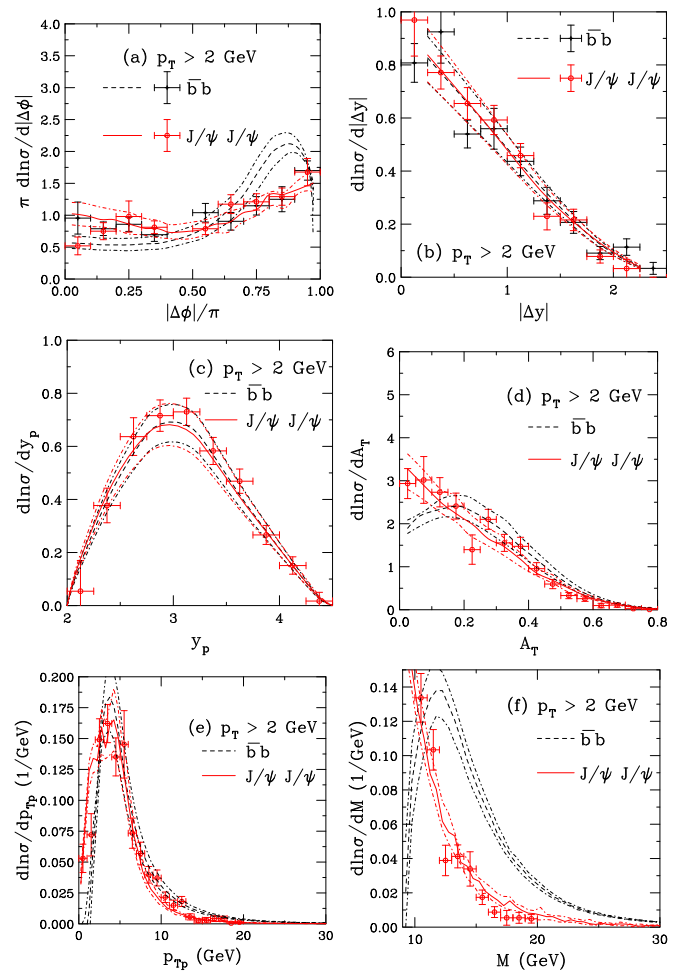 (a) p_T > 2 GeV
b̅b
J/ψ J/ψ
π dlnσ/d|Δϕ|
4.0
3.5
3.0
2.5
2.0
1.5
1.0
0.5
0.0
0.00 0.25 0.50 0.75 1.00
|Δϕ|/π
b̅b
J/ψ J/ψ
(b) p_T > 2 GeV
dlnσ/d|Δy|
1.0
0.8
0.6
0.4
0.2
0.0
0 1 2
|Δy|
(c) p_T > 2 GeV
b̅b
J/ψ J/ψ
dlnσ/dy_p
1.0
0.8
0.6
0.4
0.2
0.0
2 3 4
y_p
(d) p_T > 2 GeV
b̅b
J/ψ J/ψ
dlnσ/dA_T
6
5
4
3
2
1
0
0.0 0.2 0.4 0.6 0.8
A_T
(e) p_T > 2 GeV
b̅b
J/ψ J/ψ
dlnσ/dp_Tp (1/GeV)
0.200
0.175
0.150
0.125
0.100
0.075
0.050
0.025
0.000
0 10 20 30
p_Tp (GeV)
(f) p_T > 2 GeV
b̅b
J/ψ J/ψ
dlnσ/dM (1/GeV)
0.14
0.12
0.10
0.08
0.06
0.04
0.02
0.00
10 20 30
M (GeV)